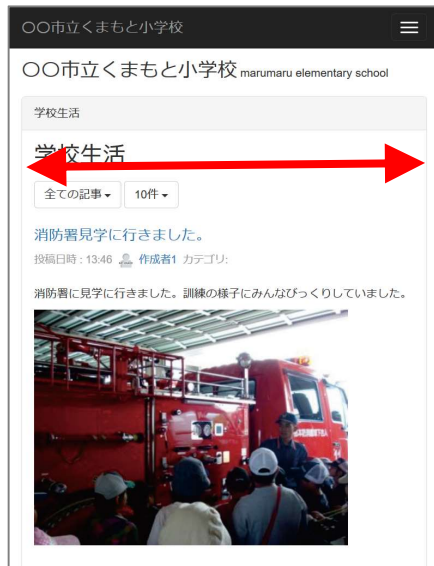 〇〇市立くまもと小学校
〇〇市立くまもと小学校 marumaru elementary school
学校生活
学校生活
全ての記事 10件
消防署見学に行きました。
投稿日時 : 13:46 作成者1 カテゴリ:
消防署に見学に行きました。訓練の様子にみんなびっくりしていました。